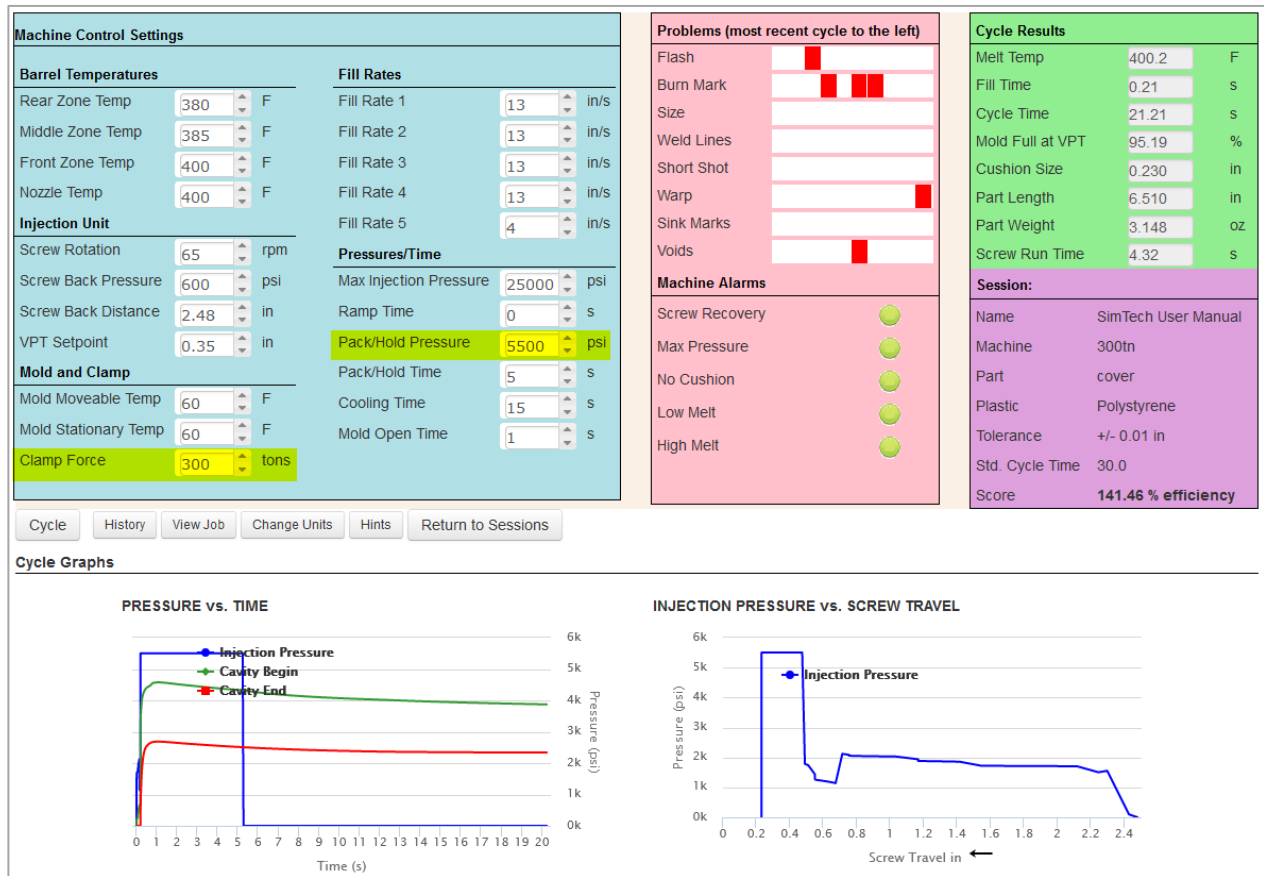 Machine Control Settings
Barrel Temperatures
Rear Zone Temp 380 F
Middle Zone Temp 385 F
Front Zone Temp 400 F
Nozzle Temp 400 F
Injection Unit
Screw Rotation 65 rpm
Screw Back Pressure 600 psi
Screw Back Distance 2.48 in
VPT Setpoint 0.35 in
Mold and Clamp
Mold Moveable Temp 60 F
Mold Stationary Temp 60 F
Clamp Force 300 tons
Fill Rates
Fill Rate 1 13 in/s
Fill Rate 2 13 in/s
Fill Rate 3 13 in/s
Fill Rate 4 13 in/s
Fill Rate 5 4 in/s
Pressures/Time
Max Injection Pressure 25000 psi
Ramp Time 0 s
Pack/Hold Pressure 5500 psi
Pack/Hold Time 5 s
Cooling Time 15 s
Mold Open Time 1 s
Problems (most recent cycle to the left)
Flash
Burn Mark
Size
Weld Lines
Short Shot
Warp
Sink Marks
Voids
Machine Alarms
Screw Recovery
Max Pressure
No Cushion
Low Melt
High Melt
Cycle Results
Melt Temp 400.2 F
Fill Time 0.21 s
Cycle Time 21.21 s
Mold Full at VPT 95.19 %
Cushion Size 0.230 in
Part Length 6.510 in
Part Weight 3.148 oz
Screw Run Time 4.32 s
Session:
Name SimTech User Manual
Machine 300tn
Part cover
Plastic Polystyrene
Tolerance +/- 0.01 in
Std. Cycle Time 30.0
Score 141.46 % efficiency
Cycle History View Job Change Units Hints Return to Sessions
Cycle Graphs
PRESSURE vs. TIME
Injection Pressure
Cavity Begin
Cavity End
6k
5k
4k
3k
2k
1k
0k
Pressure (psi)
0 1 2 3 4 5 6 7 8 9 10 11 12 13 14 15 16 17 18 19 20
Time (s)
INJECTION PRESSURE vs. SCREW TRAVEL
Injection Pressure
6k
5k
4k
3k
2k
1k
0k
Pressure (psi)
0 0.2 0.4 0.6 0.8 1 1.2 1.4 1.6 1.8 2 2.2 2.4
Screw Travel in ←